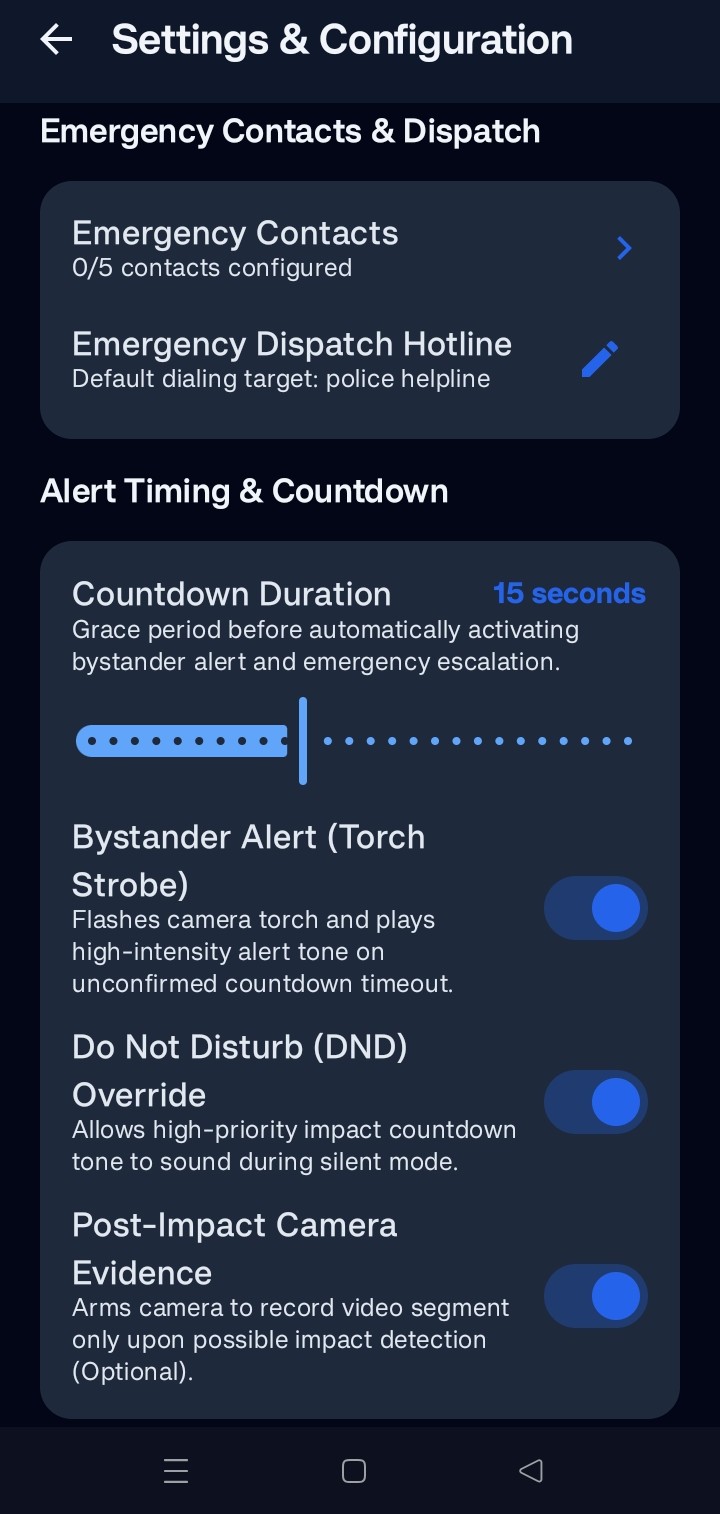 Settings & Configuration
Emergency Contacts & Dispatch
Emergency Contacts
0/5 contacts configured
Emergency Dispatch Hotline
Default dialing target: police helpline
Alert Timing & Countdown
Countdown Duration
15 seconds
Grace period before automatically activating
bystander alert and emergency escalation.
Bystander Alert (Torch
Strobe)
Flashes camera torch and plays
high-intensity alert tone on
unconfirmed countdown timeout.
Do Not Disturb (DND)
Override
Allows high-priority impact countdown
tone to sound during silent mode.
Post-Impact Camera
Evidence
Arms camera to record video segment
only upon possible impact detection
(Optional).